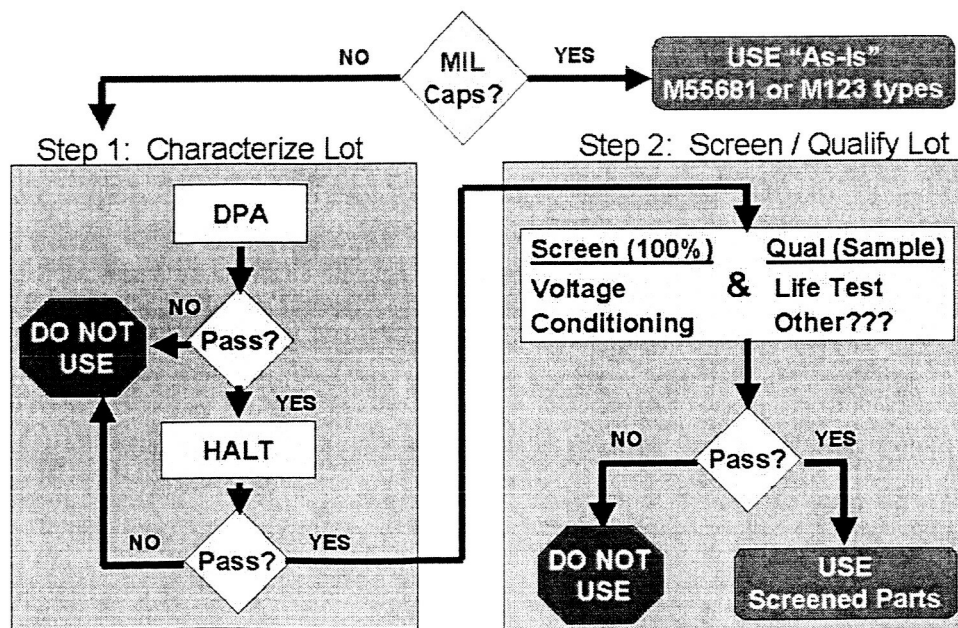 MIL
Caps?
NO
YES
USE "As-Is"
M55681 or M123 types
Step 1: Characterize Lot
DPA
NO
Pass?
DO NOT
USE
YES
HALT
NO
Pass?
YES
Step 2: Screen / Qualify Lot
Screen (100%)
Voltage
Conditioning
&
Qual (Sample)
Life Test
Other???
NO
Pass?
YES
DO NOT
USE
USE
Screened Parts